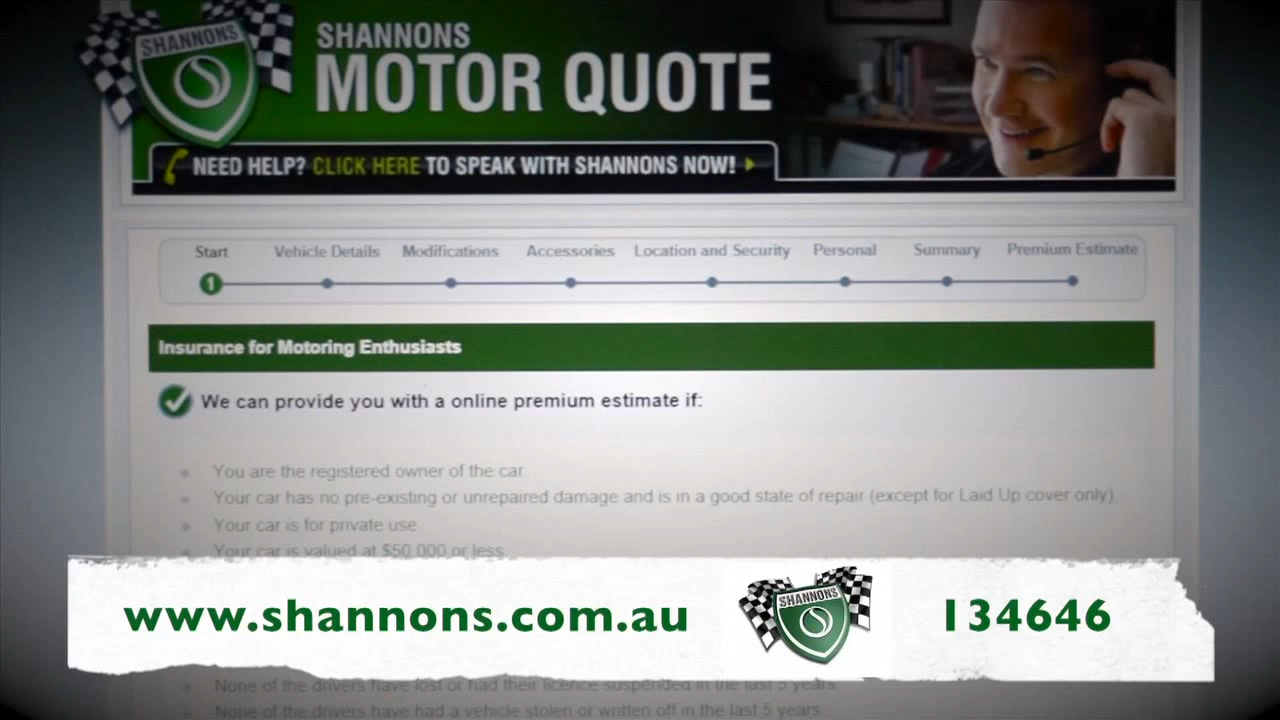 SHANNONS
SHANNONS
MOTOR QUOTE
NEED HELP? CLICK HERE TO SPEAK WITH SHANNONS NOW!
Start Vehicle Details Modifications Accessories Location and Security Personal Summary Premium Estimate
1
Insurance for Motoring Enthusiasts
We can provide you with a online premium estimate if:
You are the registered owner of the car.
Your car has no pre-existing or unrepaired damage and is in a good state of repair (except for Laid Up cover only).
Your car is for private use.
Your car is valued at $50,000 or less.
www.shannons.com.au SHANNONS 134646
None of the drivers have lost or had their licence suspended in the last 5 years.
None of the drivers have had a vehicle stolen or written off in the last 5 years.